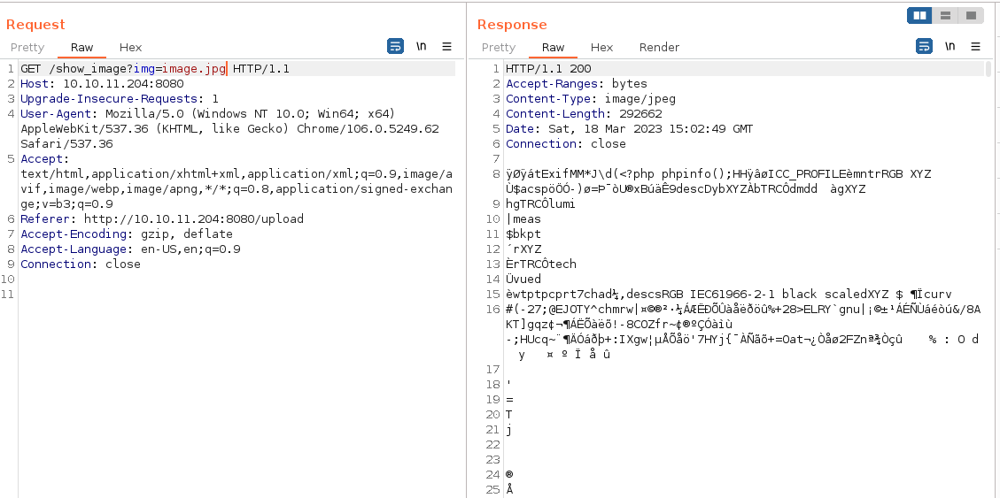 Request
Pretty Raw Hex \n
1 GET /show_image?img=image.jpg HTTP/1.1
2 Host: 10.10.11.204:8080
3 Upgrade-Insecure-Requests: 1
4 User-Agent: Mozilla/5.0 (Windows NT 10.0; Win64; x64)
AppleWebKit/537.36 (KHTML, like Gecko) Chrome/106.0.5249.62
Safari/537.36
5 Accept:
text/html,application/xhtml+xml,application/xml;q=0.9,image/a
vif,image/webp,image/apng,*/*;q=0.8,application/signed-exchan
ge;v=b3;q=0.9
6 Referer: http://10.10.11.204:8080/upload
7 Accept-Encoding: gzip, deflate
8 Accept-Language: en-US,en;q=0.9
9 Connection: close
10
11
Response
Pretty Raw Hex Render \n
1 HTTP/1.1 200
2 Accept-Ranges: bytes
3 Content-Type: image/jpeg
4 Content-Length: 292662
5 Date: Sat, 18 Mar 2023 15:02:49 GMT
6 Connection: close
7
8 ÿØÿátExifMM*J\d(<?php phpinfo();HHÿâøICC_PROFILEèmntrRGB XYZ
Ù$acspöÖÓ-)ø=Þ¯òU®xBúäÊ9descDybXYZÀbTRCÔdmdd àgXYZ
9 hgTRCÔlumi
10 |meas
11 $bkpt
12 ´rXYZ
13 ÈrTRCÔtech
14 Üvued
15 èwtptpcprt7chad¼,descsRGB IEC61966-2-1 black scaledXYZ $ ¶Ïcurv
16 #(-27;@EJOTY^chmrw|¤©®²·¼ÁÆËÐÕÛàåëðöû%+28>ELRY`gnu|¡©±¹ÁÉÑÙáéòú&/8A
KT]gqz¢¬¶ÁËÕàëõ!-8COZfr~¢®ºÇÓàìù
-;HUcq~¨¶ÄÓáðþ+:IXgw¦µÅÕåö'7HYj{¯ÀÑãõ+=Oat¬¿Òåø2FZnª¾Òçû % : O d
y ¤ º Ï å û
17
18 '
19 =
20 T
21 j
22
23
24 ®
25 Å